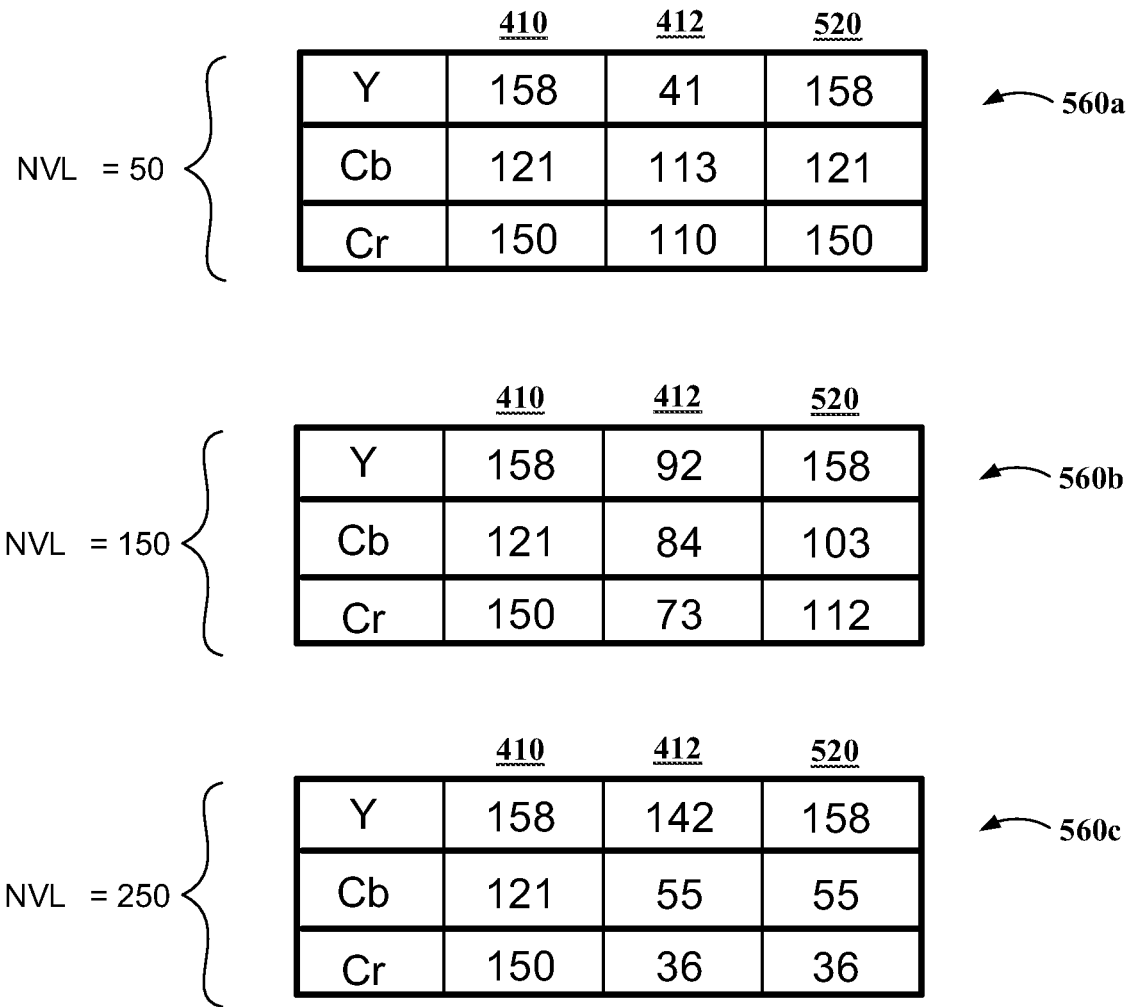 410 412 520
Y 158 41 158
560a
NVL = 50
Cb 121 113 121
Cr 150 110 150
410 412 520
Y 158 92 158
560b
NVL = 150
Cb 121 84 103
Cr 150 73 112
410 412 520
Y 158 142 158
560c
NVL = 250
Cb 121 55 55
Cr 150 36 36